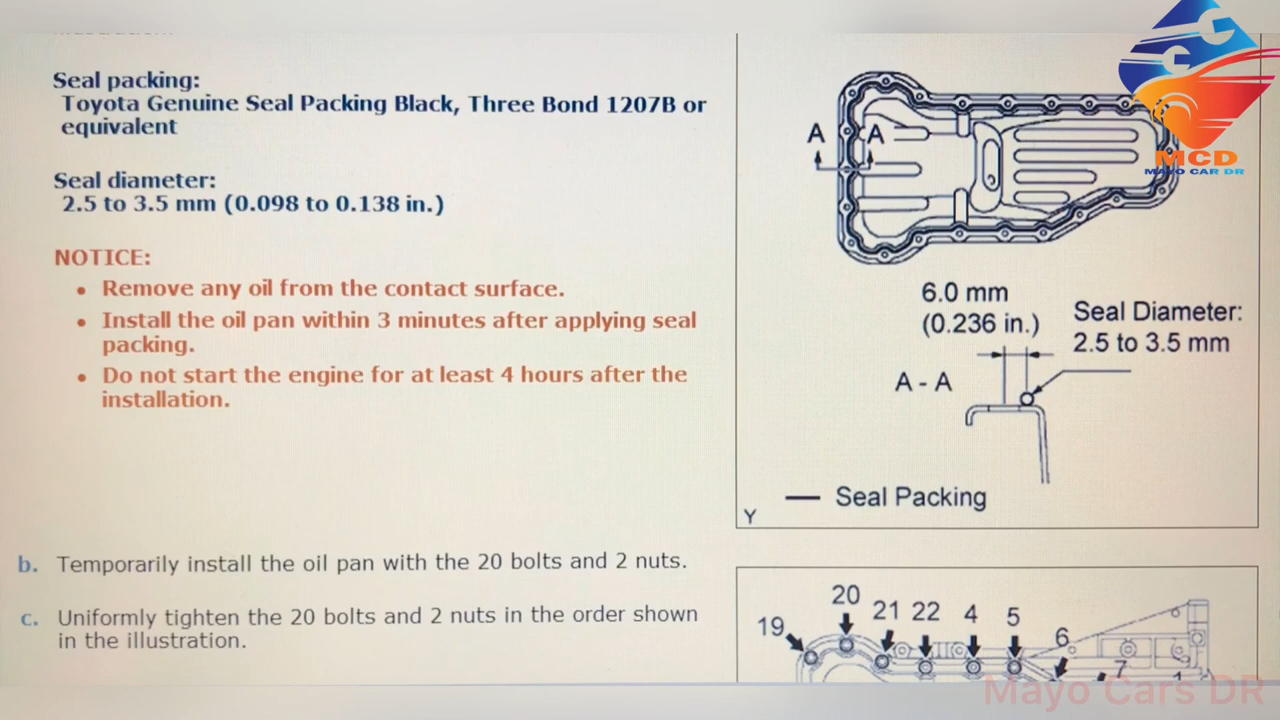 Seal packing:
Toyota Genuine Seal Packing Black, Three Bond 1207B or
equivalent
Seal diameter:
2.5 to 3.5 mm (0.098 to 0.138 in.)
NOTICE:
• Remove any oil from the contact surface.
• Install the oil pan within 3 minutes after applying seal
packing.
• Do not start the engine for at least 4 hours after the
installation.
b. Temporarily install the oil pan with the 20 bolts and 2 nuts.
c. Uniformly tighten the 20 bolts and 2 nuts in the order shown
in the illustration.
A A
6.0 mm
(0.236 in.)
Seal Diameter:
2.5 to 3.5 mm
A - A
Seal Packing
Y
19 20 21 22 4 5 6 7
MCD
MAYO CAR DR
Mayo Cars DR